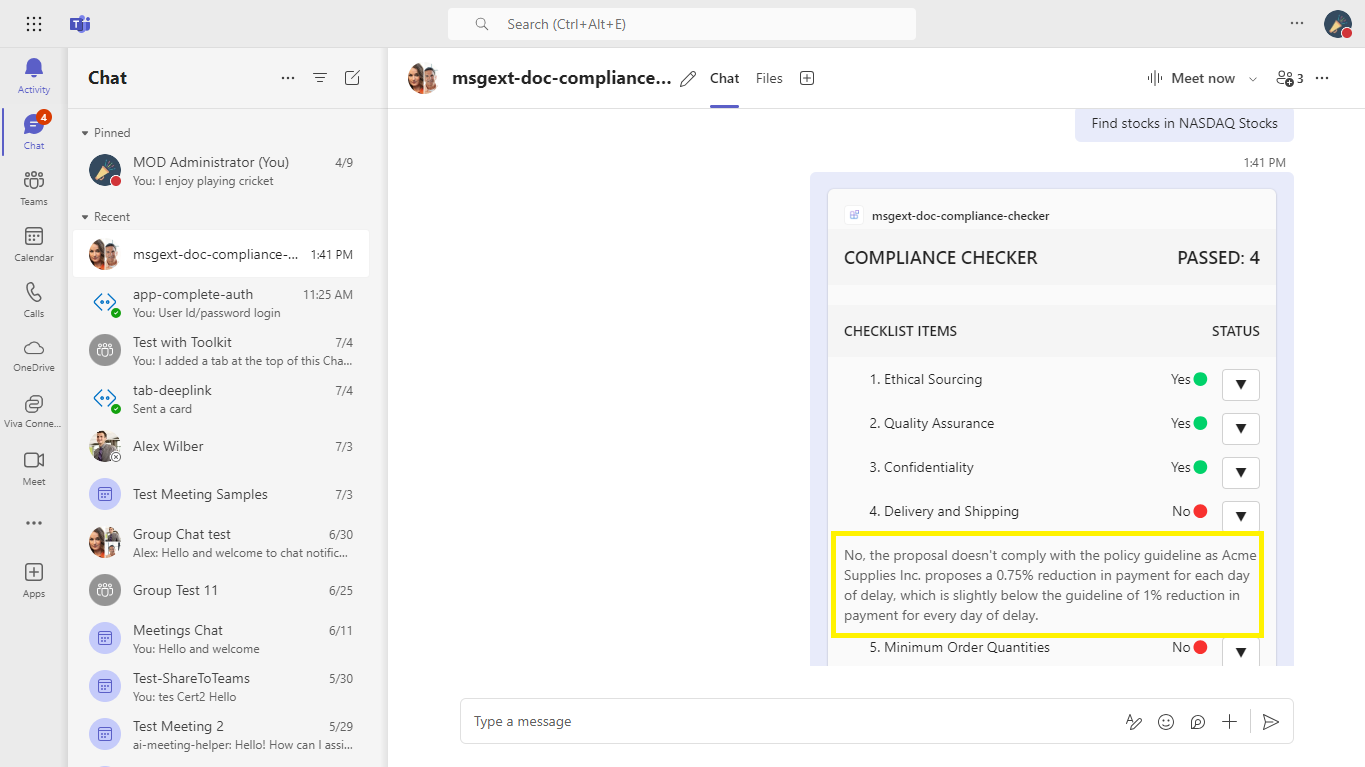 Search (Ctrl+Alt+E)
Activity
4
Chat
Teams
Calendar
Calls
OneDrive
Viva Conne...
Meet
Apps
Chat
Pinned
MOD Administrator (You) 4/9
You: I enjoy playing cricket
Recent
msgext-doc-compliance-... 1:41 PM
app-complete-auth 11:25 AM
You: User Id/password login
Test with Toolkit 7/4
You: I added a tab at the top of this Cha...
tab-deeplink 7/4
Sent a card
Alex Wilber 7/3
Test Meeting Samples 7/3
Group Chat test 6/30
Alex: Hello and welcome to chat notific...
Group Test 11 6/25
Meetings Chat 6/11
You: Hello and welcome
Test-ShareToTeams 5/30
You: tes Cert2 Hello
Test Meeting 2 5/29
ai-meeting-helper: Hello! How can I assi...
msgext-doc-compliance... Chat Files Meet now 3
Find stocks in NASDAQ Stocks
1:41 PM
msgext-doc-compliance-checker
COMPLIANCE CHECKER PASSED: 4
CHECKLIST ITEMS STATUS
1. Ethical Sourcing Yes
2. Quality Assurance Yes
3. Confidentiality Yes
4. Delivery and Shipping No
No, the proposal doesn't comply with the policy guideline as Acme
Supplies Inc. proposes a 0.75% reduction in payment for each day
of delay, which is slightly below the guideline of 1% reduction in
payment for every day of delay.
5. Minimum Order Quantities No
Type a message